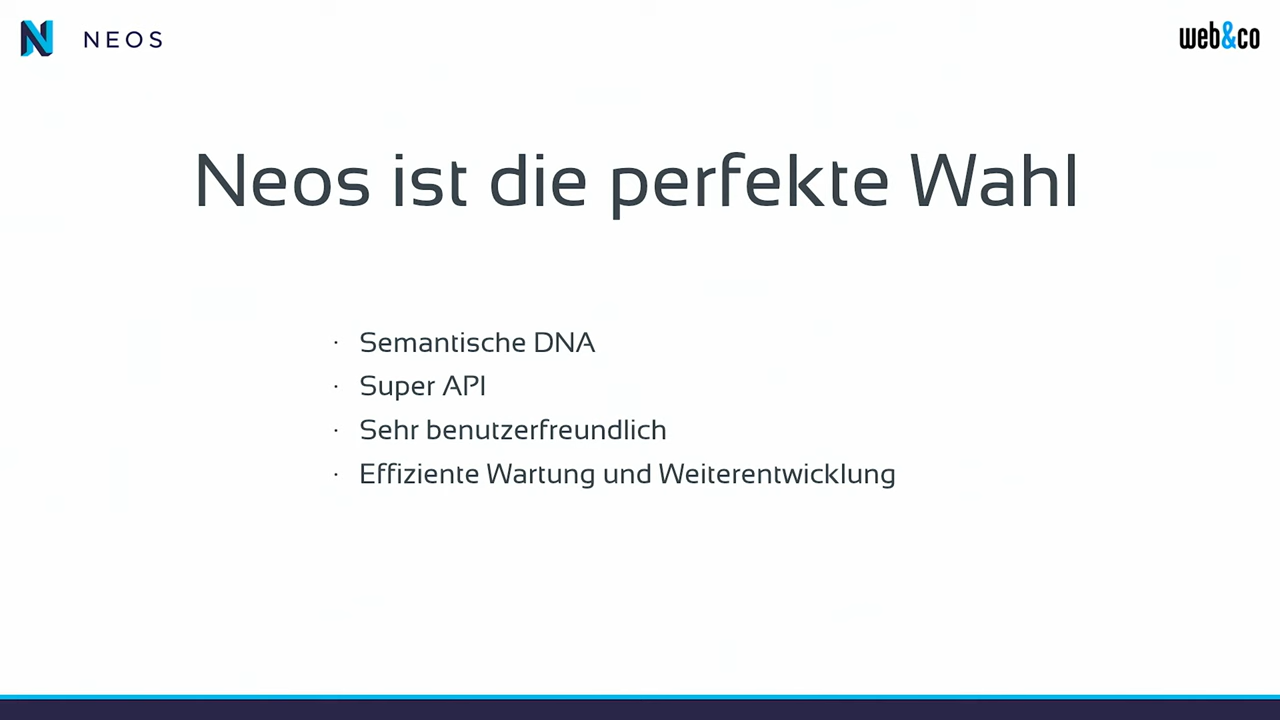 NEOS
web&co
Neos ist die perfekte Wahl
· Semantische DNA
· Super API
· Sehr benutzerfreundlich
· Effiziente Wartung und Weiterentwicklung